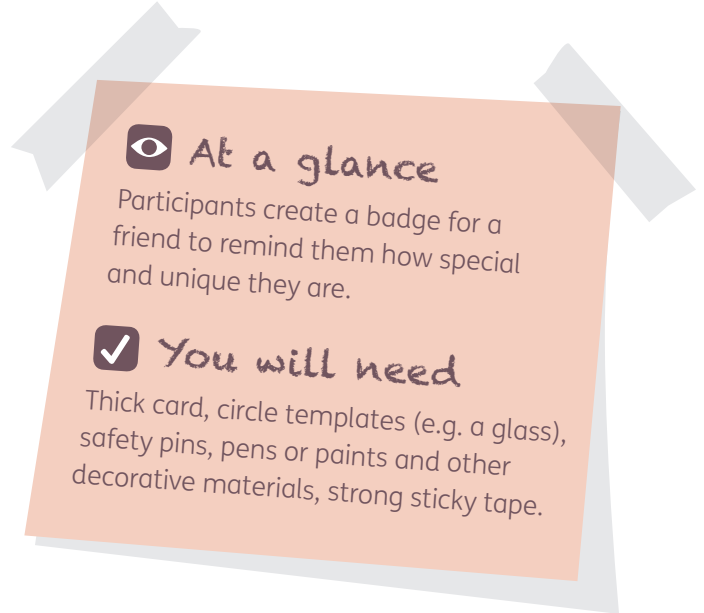 At a glance
Participants create a badge for a
friend to remind them how special
and unique they are.
You will need
Thick card, circle templates (e.g. a glass),
safety pins, pens or paints and other
decorative materials, strong sticky tape.